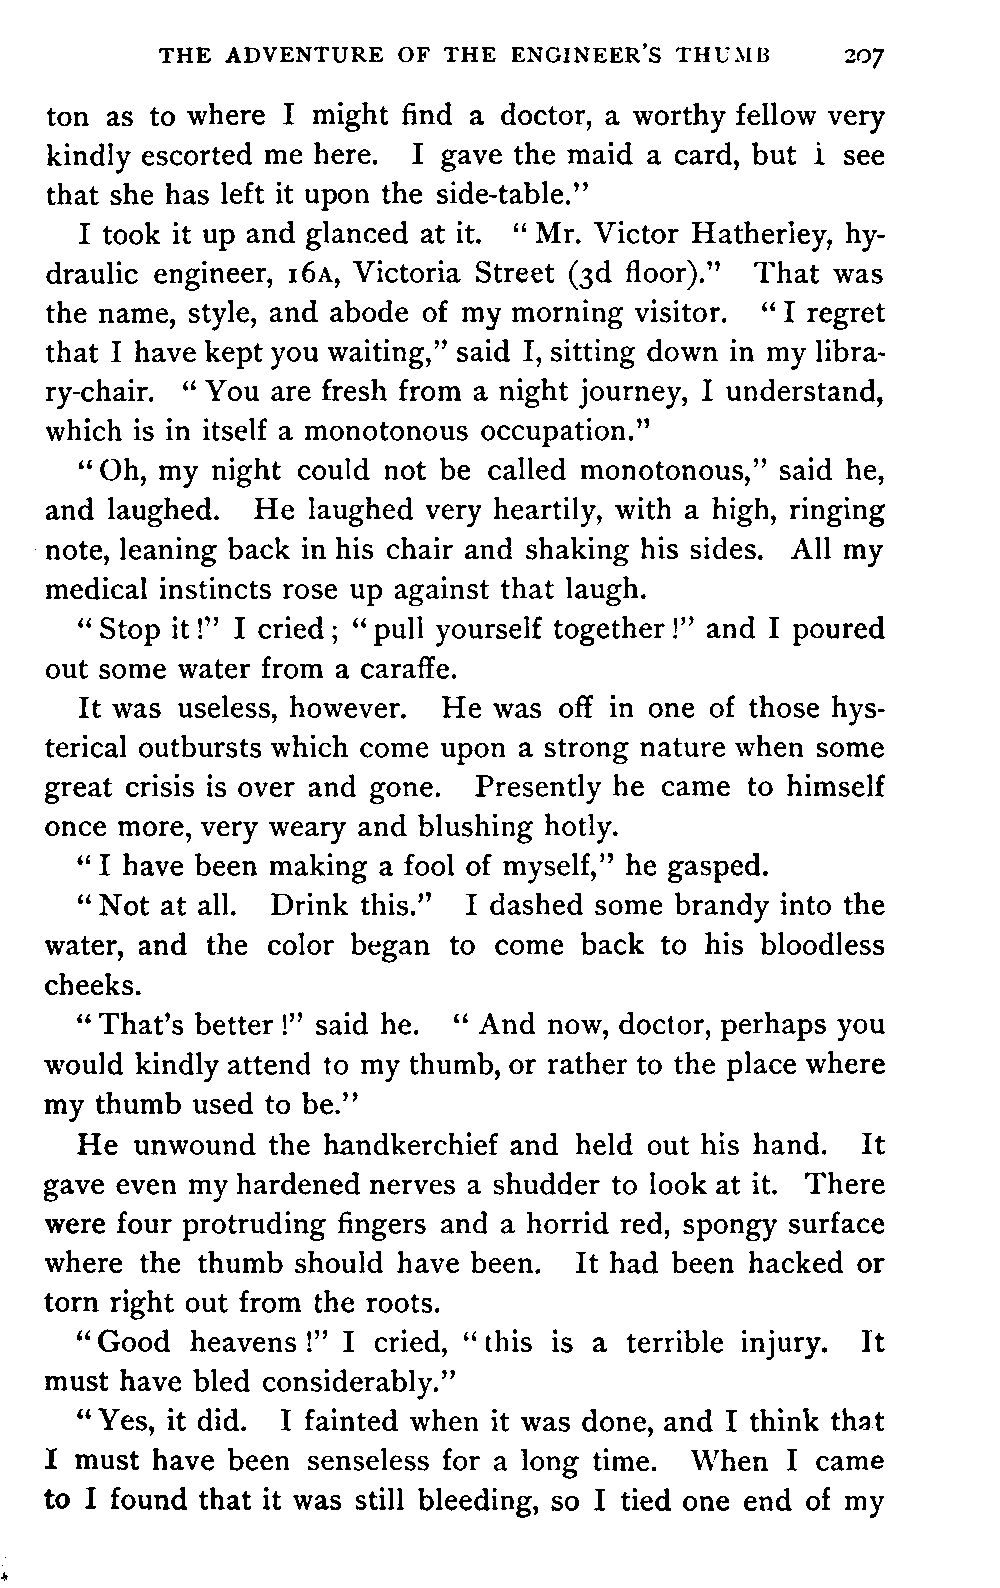 THE ADVENTURE OF THE ENGINEER'S THUMB 207
ton as to where I might find a doctor, a worthy fellow very
kindly escorted me here. I gave the maid a card, but i see
that she has left it upon the side-table."
I took it up and glanced at it. "Mr. Victor Hatherley, hy-
draulic engineer, 16A, Victoria Street (3d floor)." That was
the name, style, and abode of my morning visitor. "I regret
that I have kept you waiting," said I, sitting down in my libra-
ry-chair. "You are fresh from a night journey, I understand,
which is in itself a monotonous occupation."
"Oh, my night could not be called monotonous," said he,
and laughed. He laughed very heartily, with a high, ringing
note, leaning back in his chair and shaking his sides. All my
medical instincts rose up against that laugh.
"Stop it!" I cried; "pull yourself together!" and I poured
out some water from a caraffe.
It was useless, however. He was off in one of those hys-
terical outbursts which come upon a strong nature when some
great crisis is over and gone. Presently he came to himself
once more, very weary and blushing hotly.
"I have been making a fool of myself," he gasped.
"Not at all. Drink this." I dashed some brandy into the
water, and the color began to come back to his bloodless
cheeks.
"That's better!" said he. "And now, doctor, perhaps you
would kindly attend to my thumb, or rather to the place where
my thumb used to be."
He unwound the handkerchief and held out his hand. It
gave even my hardened nerves a shudder to look at it. There
were four protruding fingers and a horrid red, spongy surface
where the thumb should have been. It had been hacked or
torn right out from the roots.
"Good heavens!" I cried, "this is a terrible injury. It
must have bled considerably."
"Yes, it did. I fainted when it was done, and I think that
I must have been senseless for a long time. When I came
to I found that it was still bleeding, so I tied one end of my